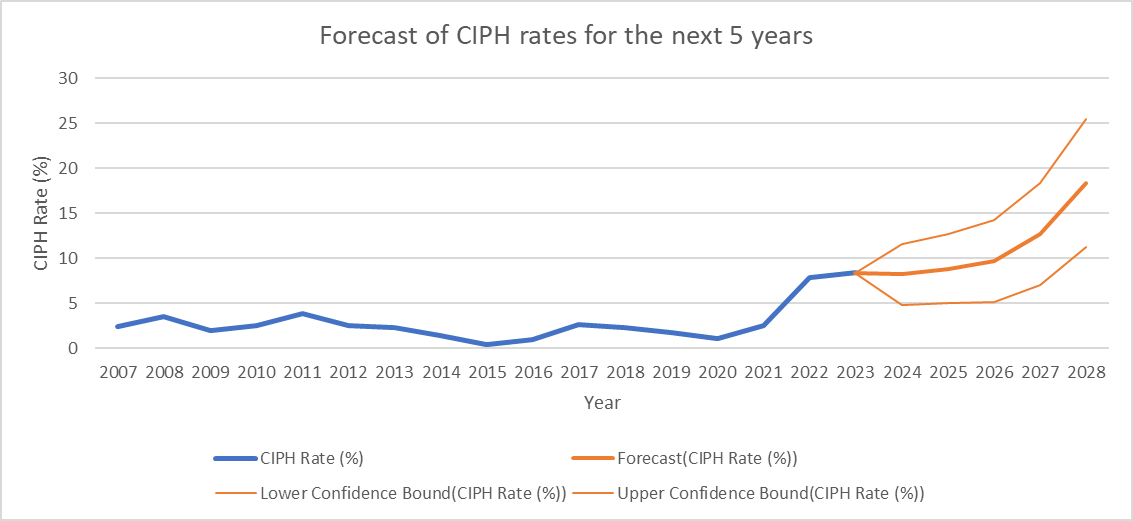 Forecast of CIPH rates for the next 5 years
30
25
20
15
10
5
0
CIPH Rate (%)
2007 2008 2009 2010 2011 2012 2013 2014 2015 2016 2017 2018 2019 2020 2021 2022 2023 2024 2025 2026 2027 2028
Year
CIPH Rate (%) Forecast(CIPH Rate (%))
Lower Confidence Bound(CIPH Rate (%)) Upper Confidence Bound(CIPH Rate (%))